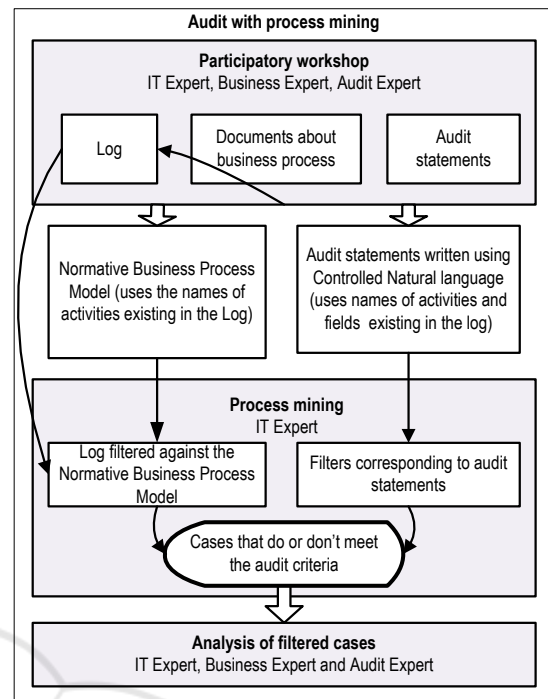 Audit with process mining
Participatory workshop
IT Expert, Business Expert, Audit Expert
Log
Documents about
business process
Audit
statements
Normative Business Process
Model (uses the names of
activities existing in the Log)
Audit statements written using
Controlled Natural language
(uses names of activities and
fields existing in the log)
Process mining
IT Expert
Log filtered against the
Normative Business Process
Model
Filters corresponding to audit
statements
Cases that do or don’t meet
the audit criteria
Analysis of filtered cases
IT Expert, Business Expert and Audit Expert